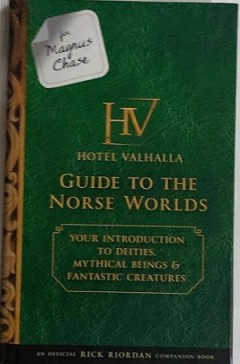 for
Magnus
Chase
HV
HOTEL VALHALLA
GUIDE TO THE
NORSE WORLDS
YOUR INTRODUCTION
TO DEITIES,
MYTHICAL BEINGS &
FANTASTIC CREATURES
AN OFFICIAL RICK RIORDAN COMPANION BOOK